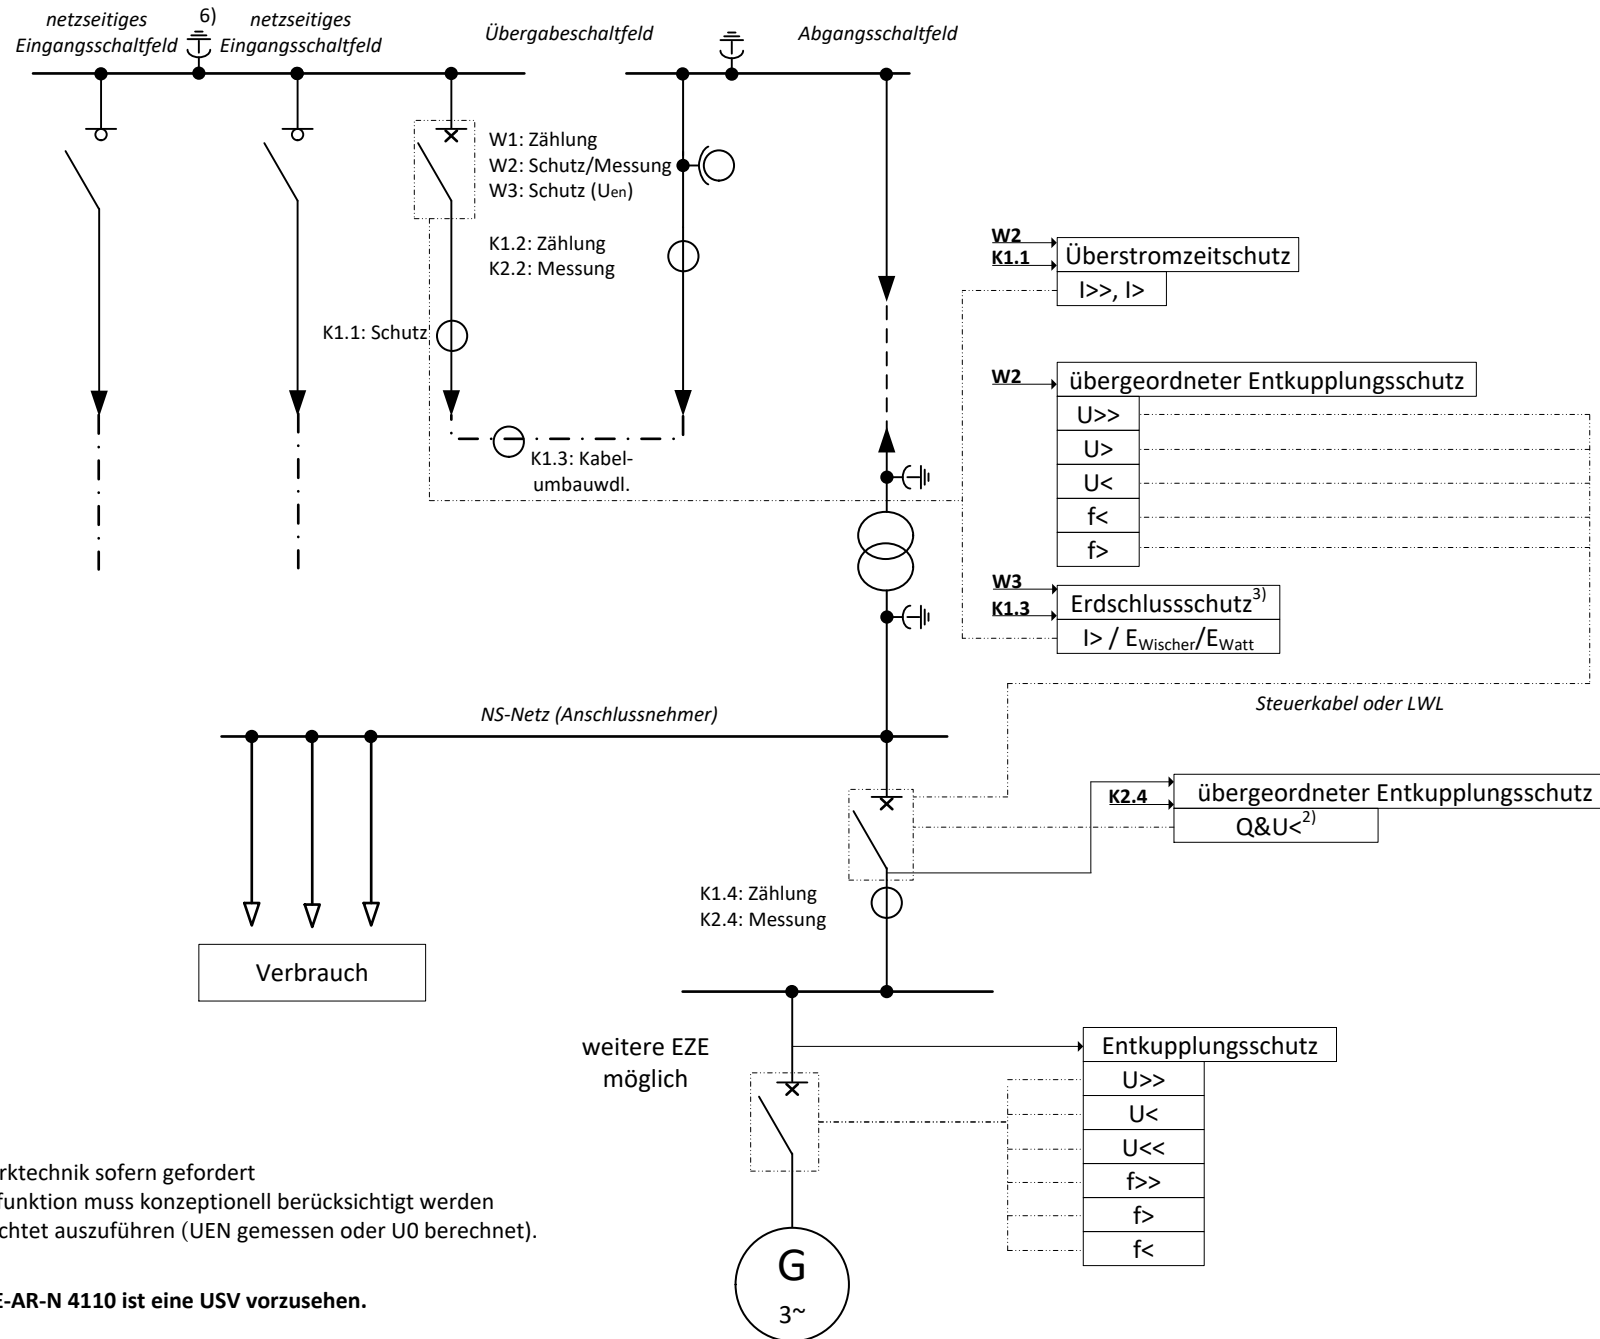 netzseitiges
Eingangsschaltfeld
6)
netzseitiges
Eingangsschaltfeld
Übergabeschaltfeld
Abgangsschaltfeld
W1: Zählung
W2: Schutz/Messung
W3: Schutz (Uen)
K1.2: Zählung
K2.2: Messung
K1.1: Schutz
K1.3: Kabel-
umbauwdl.
W2
K1.1
Überstromzeitschutz
I>>, I>
W2
übergeordneter Entkupplungsschutz
U>>
U>
U<
f<
f>
W3
K1.3
Erdschlussschutz3)
I> / EWischer/EWatt
Steuerkabel oder LWL
NS-Netz (Anschlussnehmer)
K2.4
übergeordneter Entkupplungsschutz
Q&U<2)
K1.4: Zählung
K2.4: Messung
Verbrauch
weitere EZE
möglich
Entkupplungsschutz
U>>
U<
U<<
f>>
f>
f<
G
3~
rktechnik sofern gefordert
funktion muss konzeptionell berücksichtigt werden
chtet auszuführen (UEN gemessen oder U0 berechnet).
E-AR-N 4110 ist eine USV vorzusehen.